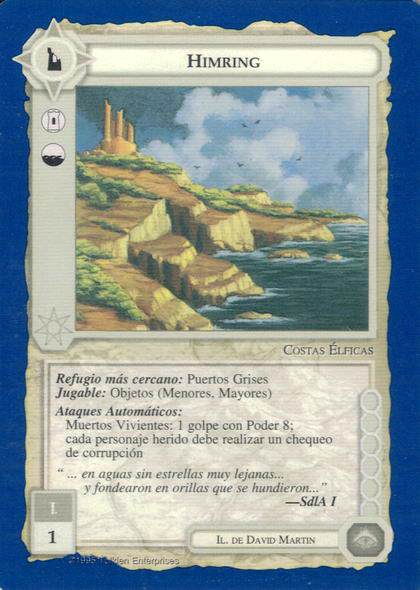 HIMRING
COSTAS ÉLFICAS
Refugio más cercano: Puertos Grises
Jugable: Objetos (Menores, Mayores)
Ataques Automáticos:
Muertos Vivientes: 1 golpe con Poder 8;
cada personaje herido debe realizar un chequeo
de corrupción
“ ... en aguas sin estrellas muy lejanas...
y fondearon en orillas que se hundieron...”
—SdlA I
I
1
IL. DE DAVID MARTIN
©1995 Tolkien Enterprises